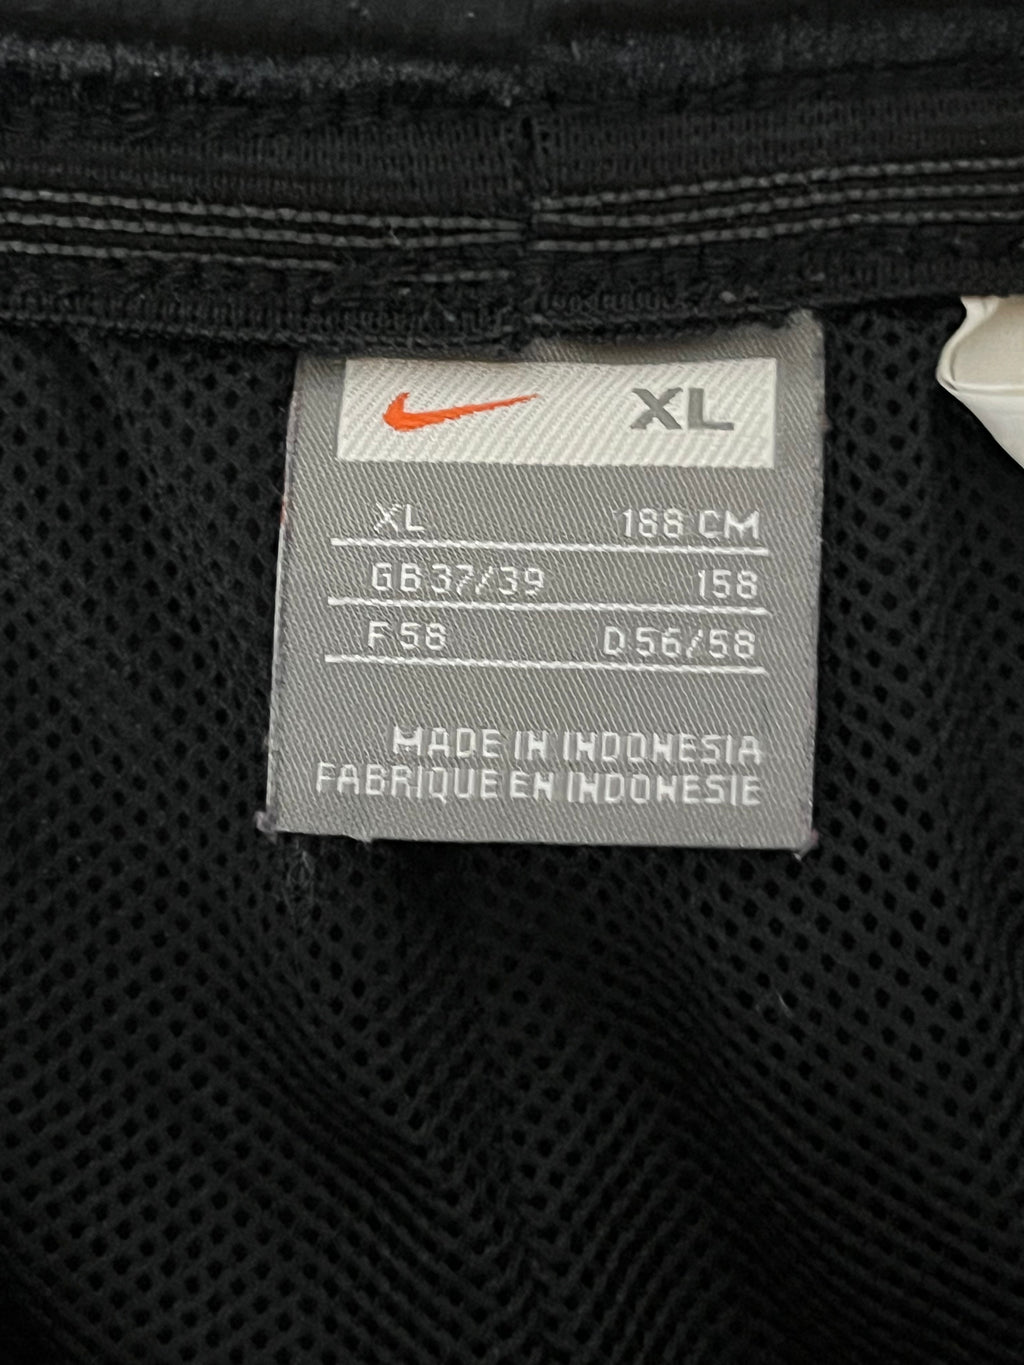 XL
XL 188 CM
GB 37/39 158
F 58 D 56/58
MADE IN INDONESIA
FABRIQUE EN INDONESIE